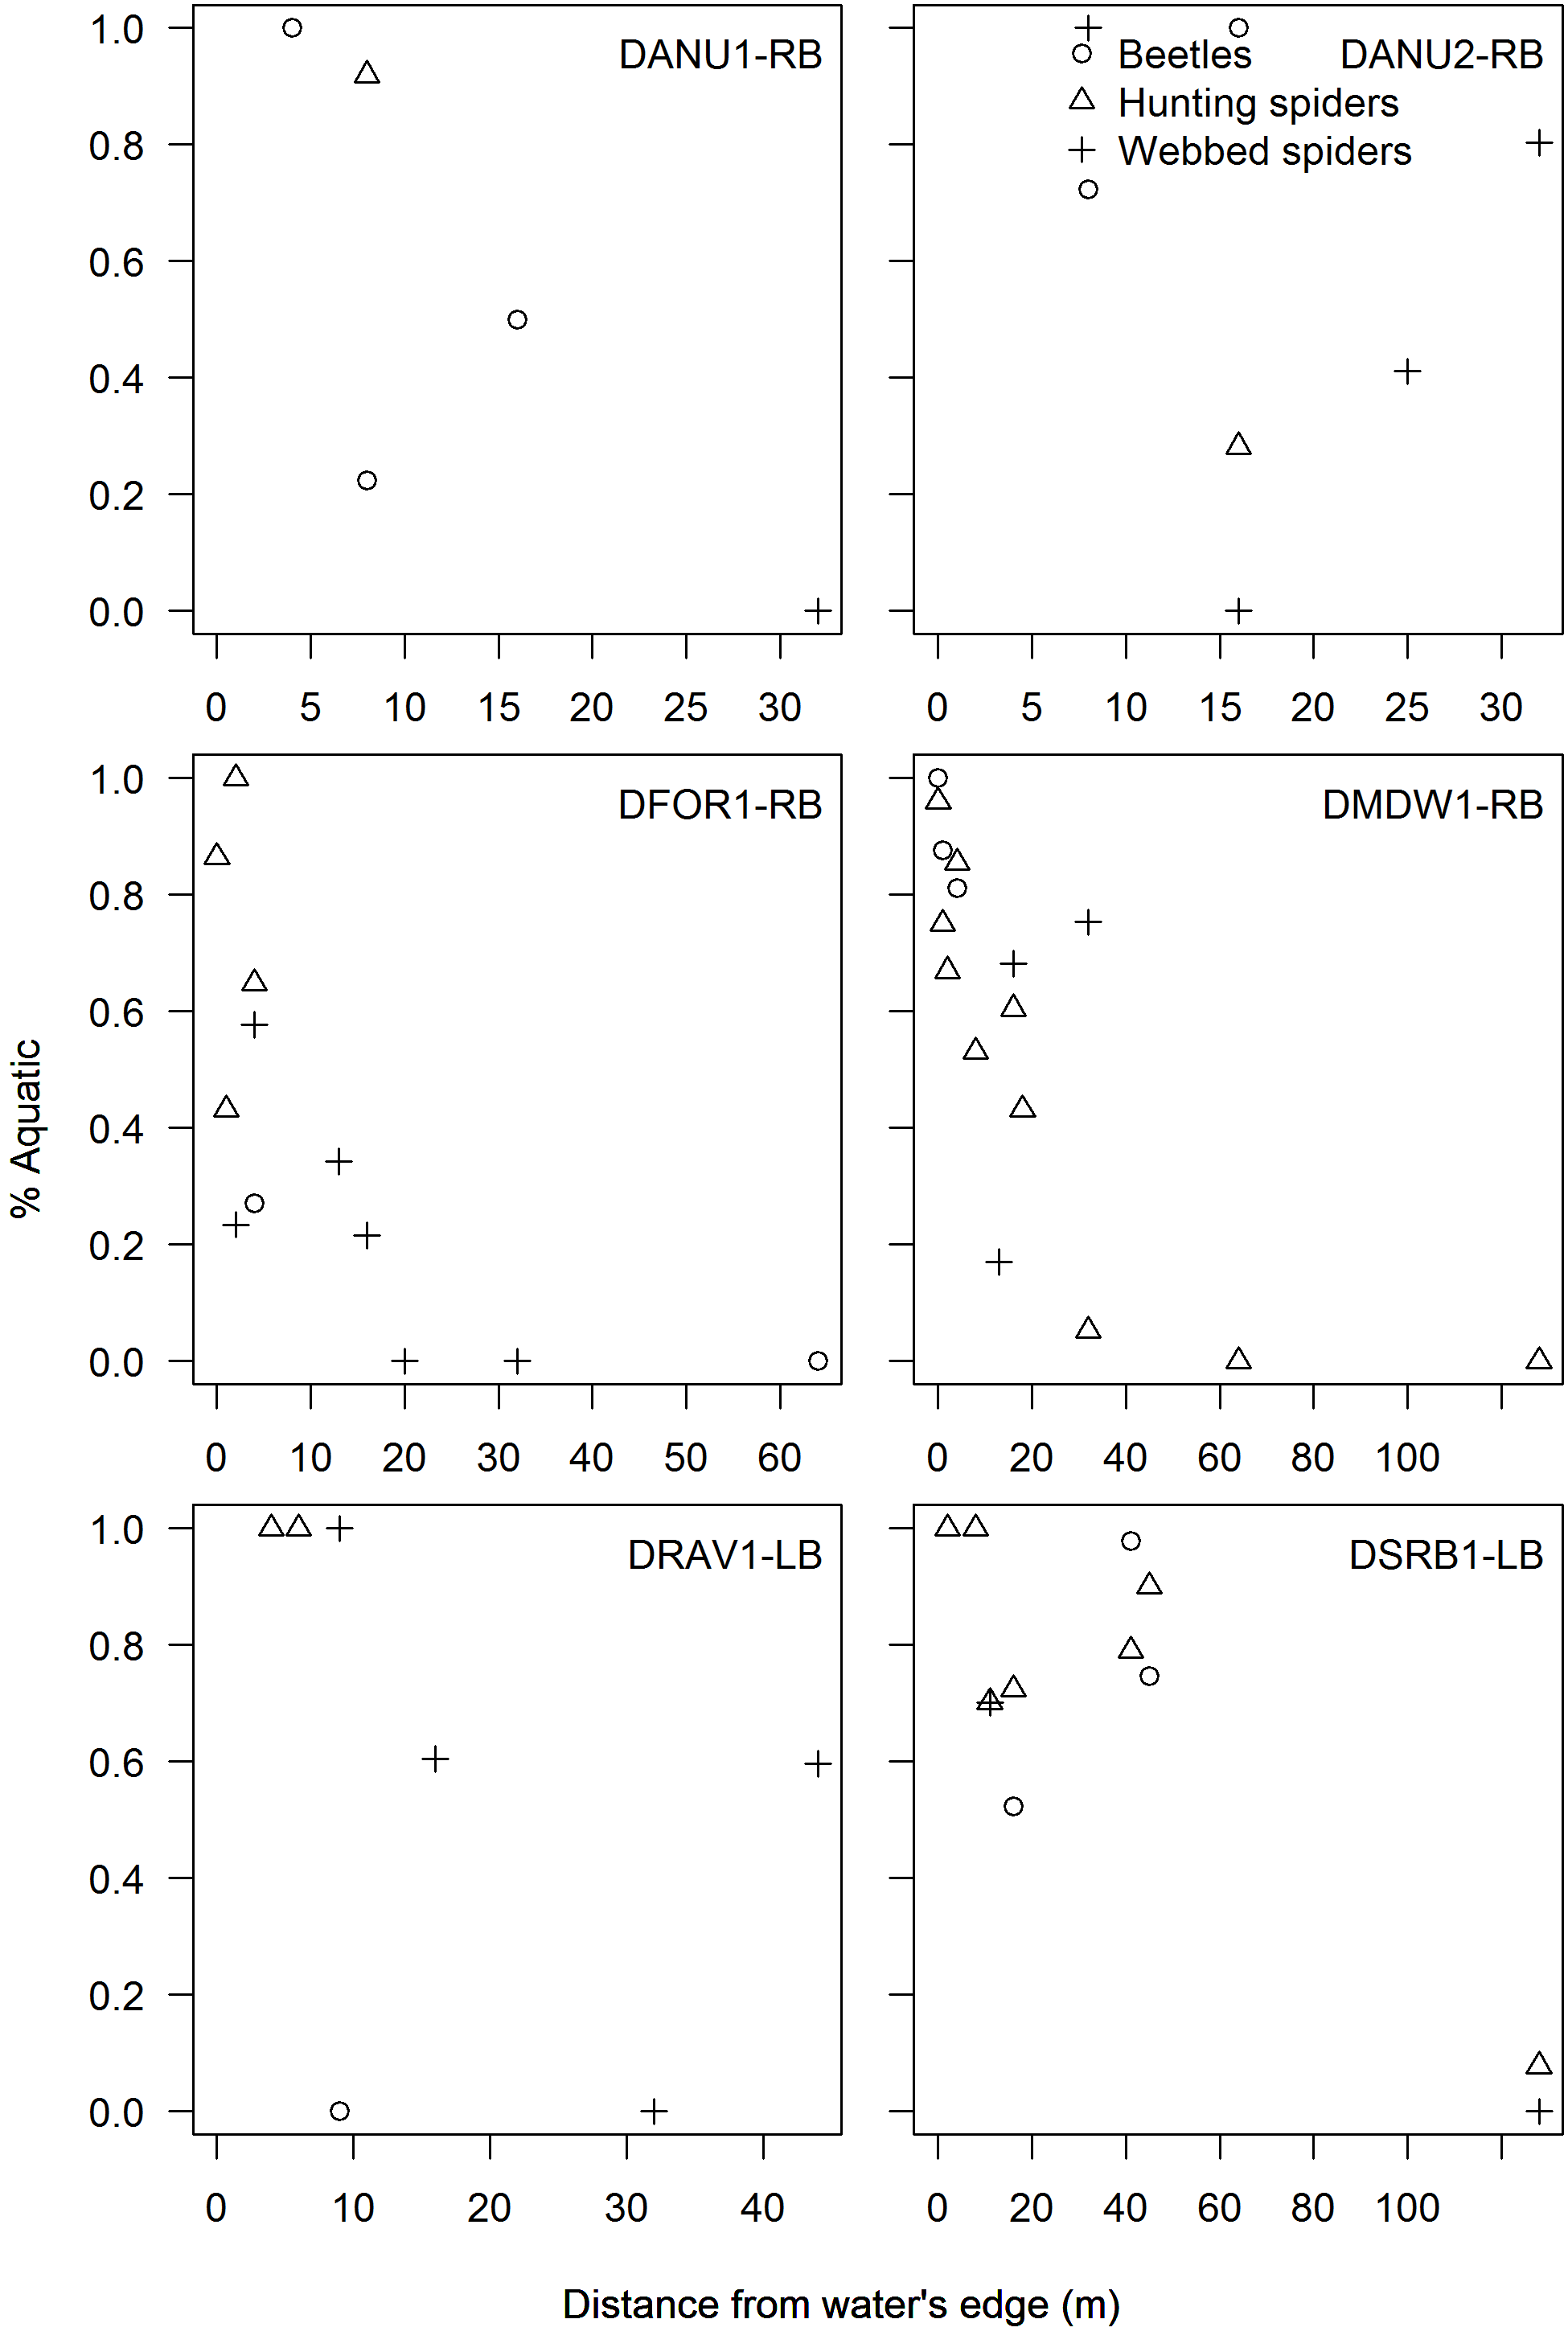 DANU1-RB
1.0
0.8
0.6
0.4
0.2
0.0
0 5 10 15 20 25 30
DANU2-RB
Beetles
Hunting spiders
Webbed spiders
0 5 10 15 20 25 30
DFOR1-RB
1.0
0.8
0.6
0.4
0.2
0.0
0 10 20 30 40 50 60
DMDW1-RB
0 20 40 60 80 100
DRAV1-LB
1.0
0.8
0.6
0.4
0.2
0.0
0 10 20 30 40
DSRB1-LB
0 20 40 60 80 100
% Aquatic
Distance from water's edge (m)